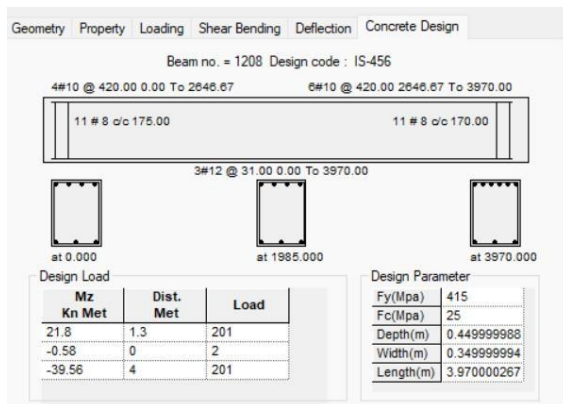 Geometry Property Loading Shear Bending Deflection Concrete Design
Beam no. = 1208 Design code : IS-456
4#10 @ 420.00 0.00 To 2646.67 6#10 @ 420.00 2646.67 To 3970.00
11 # 8 c/c 175.00 11 # 8 c/c 170.00
3#12 @ 31.00 0.00 To 3970.00
at 0.000 at 1985.000 at 3970.000
Design Load Design Parameter
Mz Kn Met Dist. Met Load
21.8 1.3 201
-0.58 0 2
-39.56 4 201
Fy(Mpa) 415
Fc(Mpa) 25
Depth(m) 0.449999988
Width(m) 0.349999994
Length(m) 3.970000267